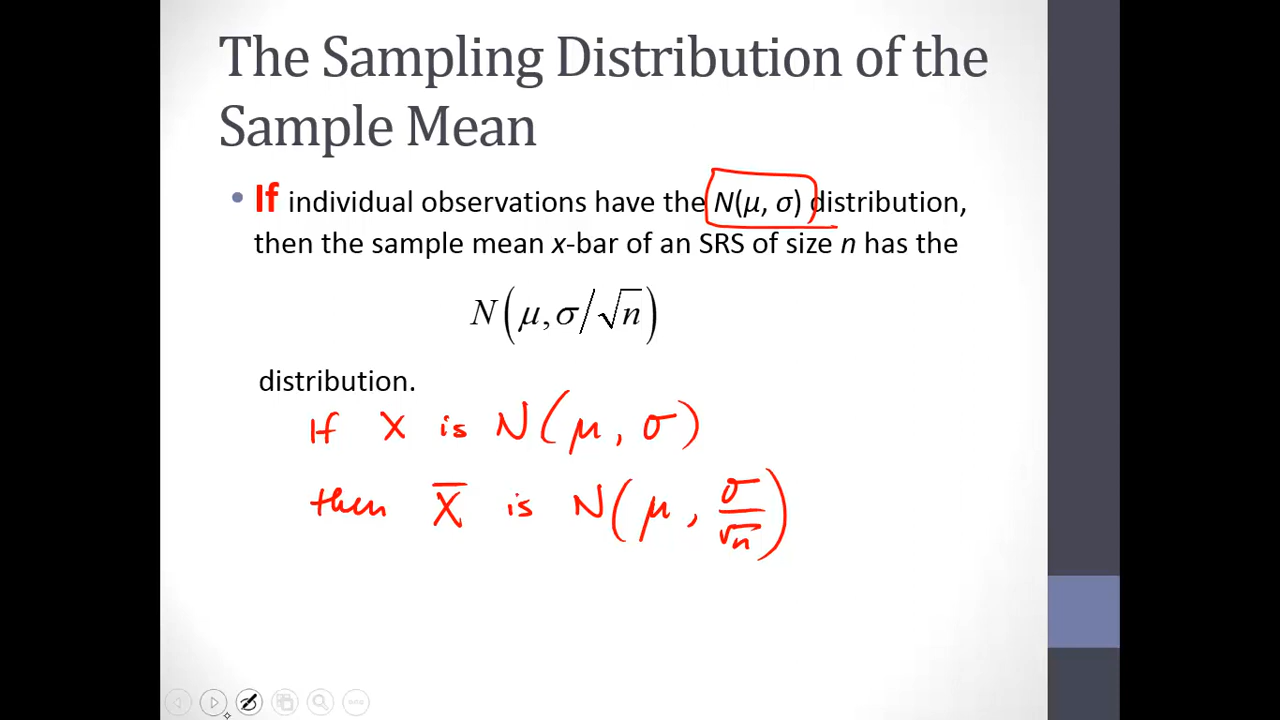 The Sampling Distribution of the
Sample Mean
• If individual observations have the N(μ, σ) distribution,
then the sample mean x-bar of an SRS of size n has the
N(μ, σ/√n)
distribution.
If X is N(μ, σ)
then X̄ is N(μ, σ/√n)